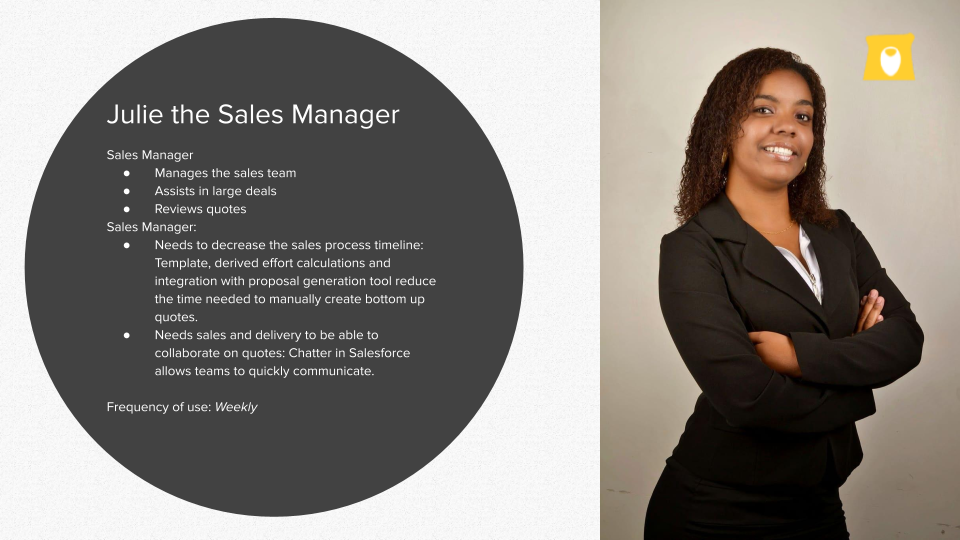 Julie the Sales Manager
Sales Manager
● Manages the sales team
● Assists in large deals
● Reviews quotes
Sales Manager:
● Needs to decrease the sales process timeline:
Template, derived effort calculations and
integration with proposal generation tool reduce
the time needed to manually create bottom up
quotes.
● Needs sales and delivery to be able to
collaborate on quotes: Chatter in Salesforce
allows teams to quickly communicate.
Frequency of use: Weekly